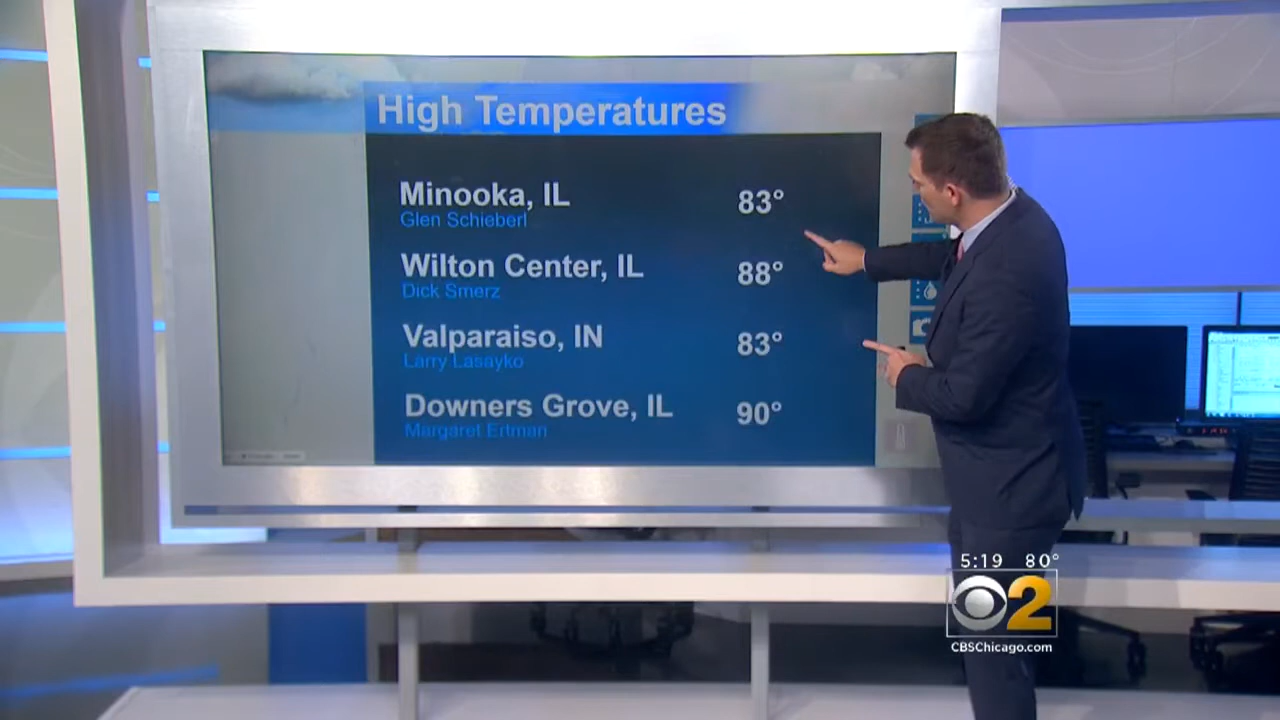 High Temperatures
Minooka, IL 83°
Glen Schieberl
Wilton Center, IL 88°
Dick Smerz
Valparaiso, IN 83°
Larry Lasayko
Downers Grove, IL 90°
Margaret Ertman
5:19 80°
2
CBSChicago.com